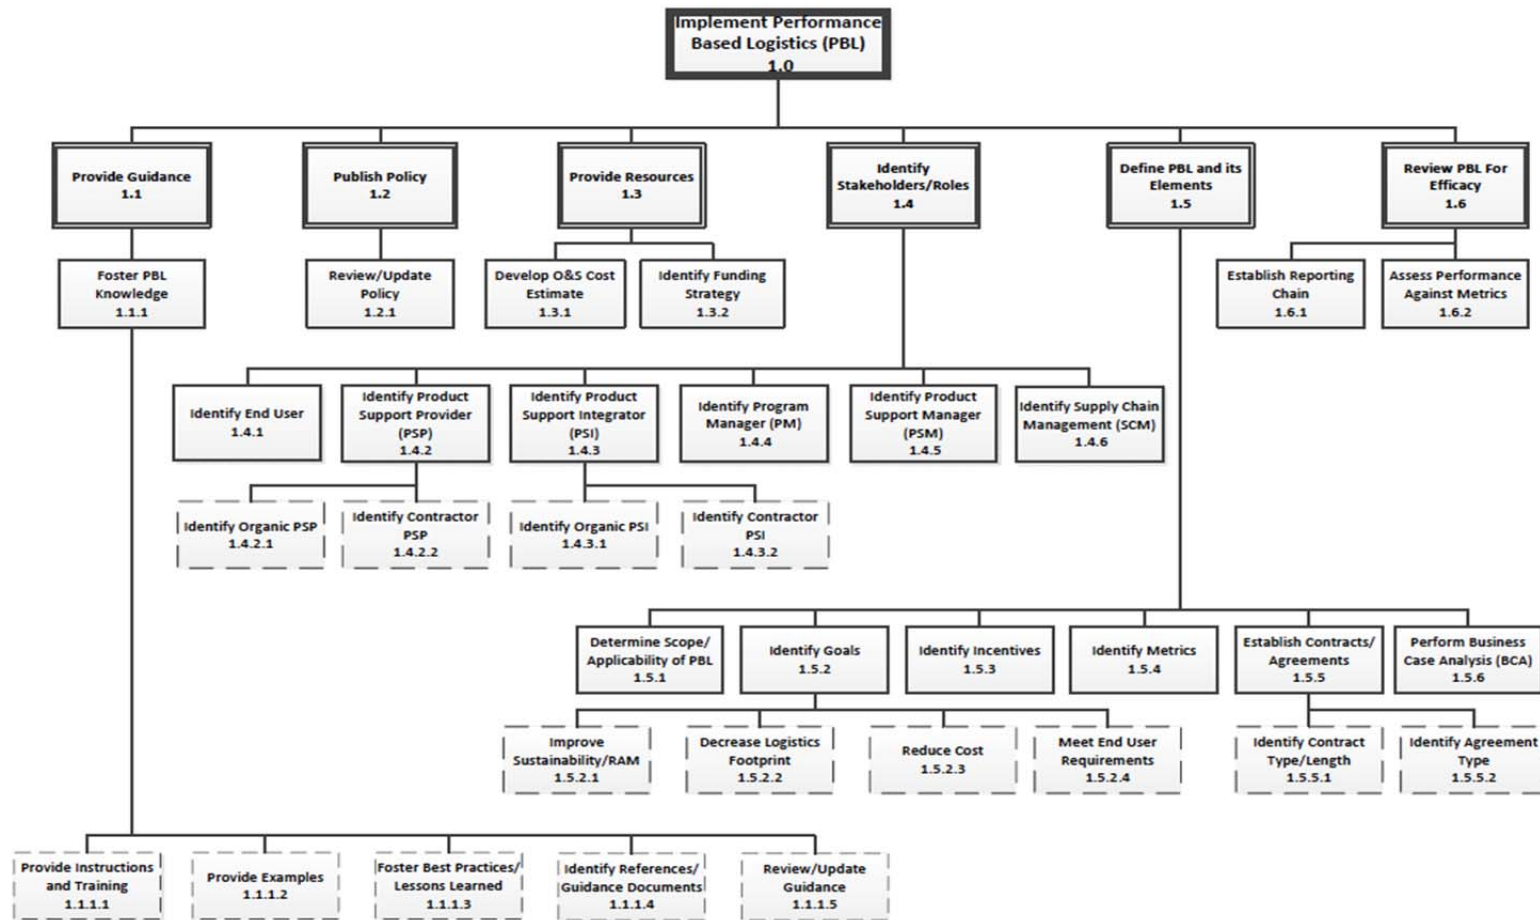 Implement Performance
Based Logistics (PBL)
1.0
Provide Guidance
1.1
Publish Policy
1.2
Provide Resources
1.3
Identify
Stakeholders/Roles
1.4
Define PBL and its
Elements
1.5
Review PBL For
Efficacy
1.6
Foster PBL
Knowledge
1.1.1
Review/Update
Policy
1.2.1
Develop O&S Cost
Estimate
1.3.1
Identify Funding
Strategy
1.3.2
Establish Reporting
Chain
1.6.1
Assess Performance
Against Metrics
1.6.2
Identify End User
1.4.1
Identify Product
Support Provider
(PSP)
1.4.2
Identify Product
Support Integrator
(PSI)
1.4.3
Identify Program
Manager (PM)
1.4.4
Identify Product
Support Manager
(PSM)
1.4.5
Identify Supply Chain
Management (SCM)
1.4.6
Identify Organic PSP
1.4.2.1
Identify Contractor
PSP
1.4.2.2
Identify Organic PSI
1.4.3.1
Identify Contractor
PSI
1.4.3.2
Determine Scope/
Applicability of PBL
1.5.1
Identify Goals
1.5.2
Identify Incentives
1.5.3
Identify Metrics
1.5.4
Establish Contracts/
Agreements
1.5.5
Perform Business
Case Analysis (BCA)
1.5.6
Improve
Sustainability/RAM
1.5.2.1
Decrease Logistics
Footprint
1.5.2.2
Reduce Cost
1.5.2.3
Meet End User
Requirements
1.5.2.4
Identify Contract
Type/Length
1.5.5.1
Identify Agreement
Type
1.5.5.2
Provide Instructions
and Training
1.1.1.1
Provide Examples
1.1.1.2
Foster Best Practices/
Lessons Learned
1.1.1.3
Identify References/
Guidance Documents
1.1.1.4
Review/Update
Guidance
1.1.1.5